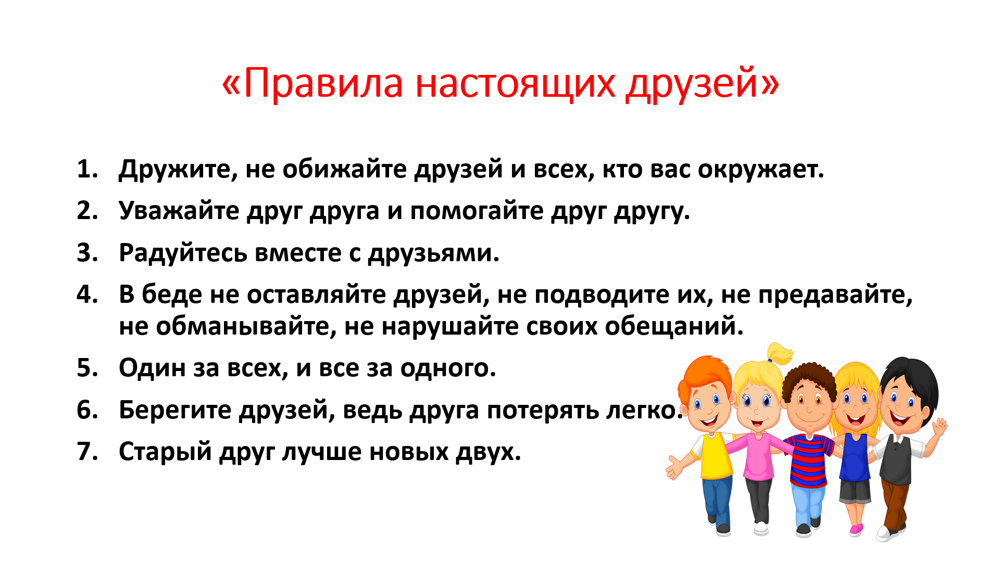 «Правила настоящих друзей»
1. Дружите, не обижайте друзей и всех, кто вас окружает.
2. Уважайте друг друга и помогайте друг другу.
3. Радуйтесь вместе с друзьями.
4. В беде не оставляйте друзей, не подводите их, не предавайте,
не обманывайте, не нарушайте своих обещаний.
5. Один за всех, и все за одного.
6. Берегите друзей, ведь друга потерять легко.
7. Старый друг лучше новых двух.